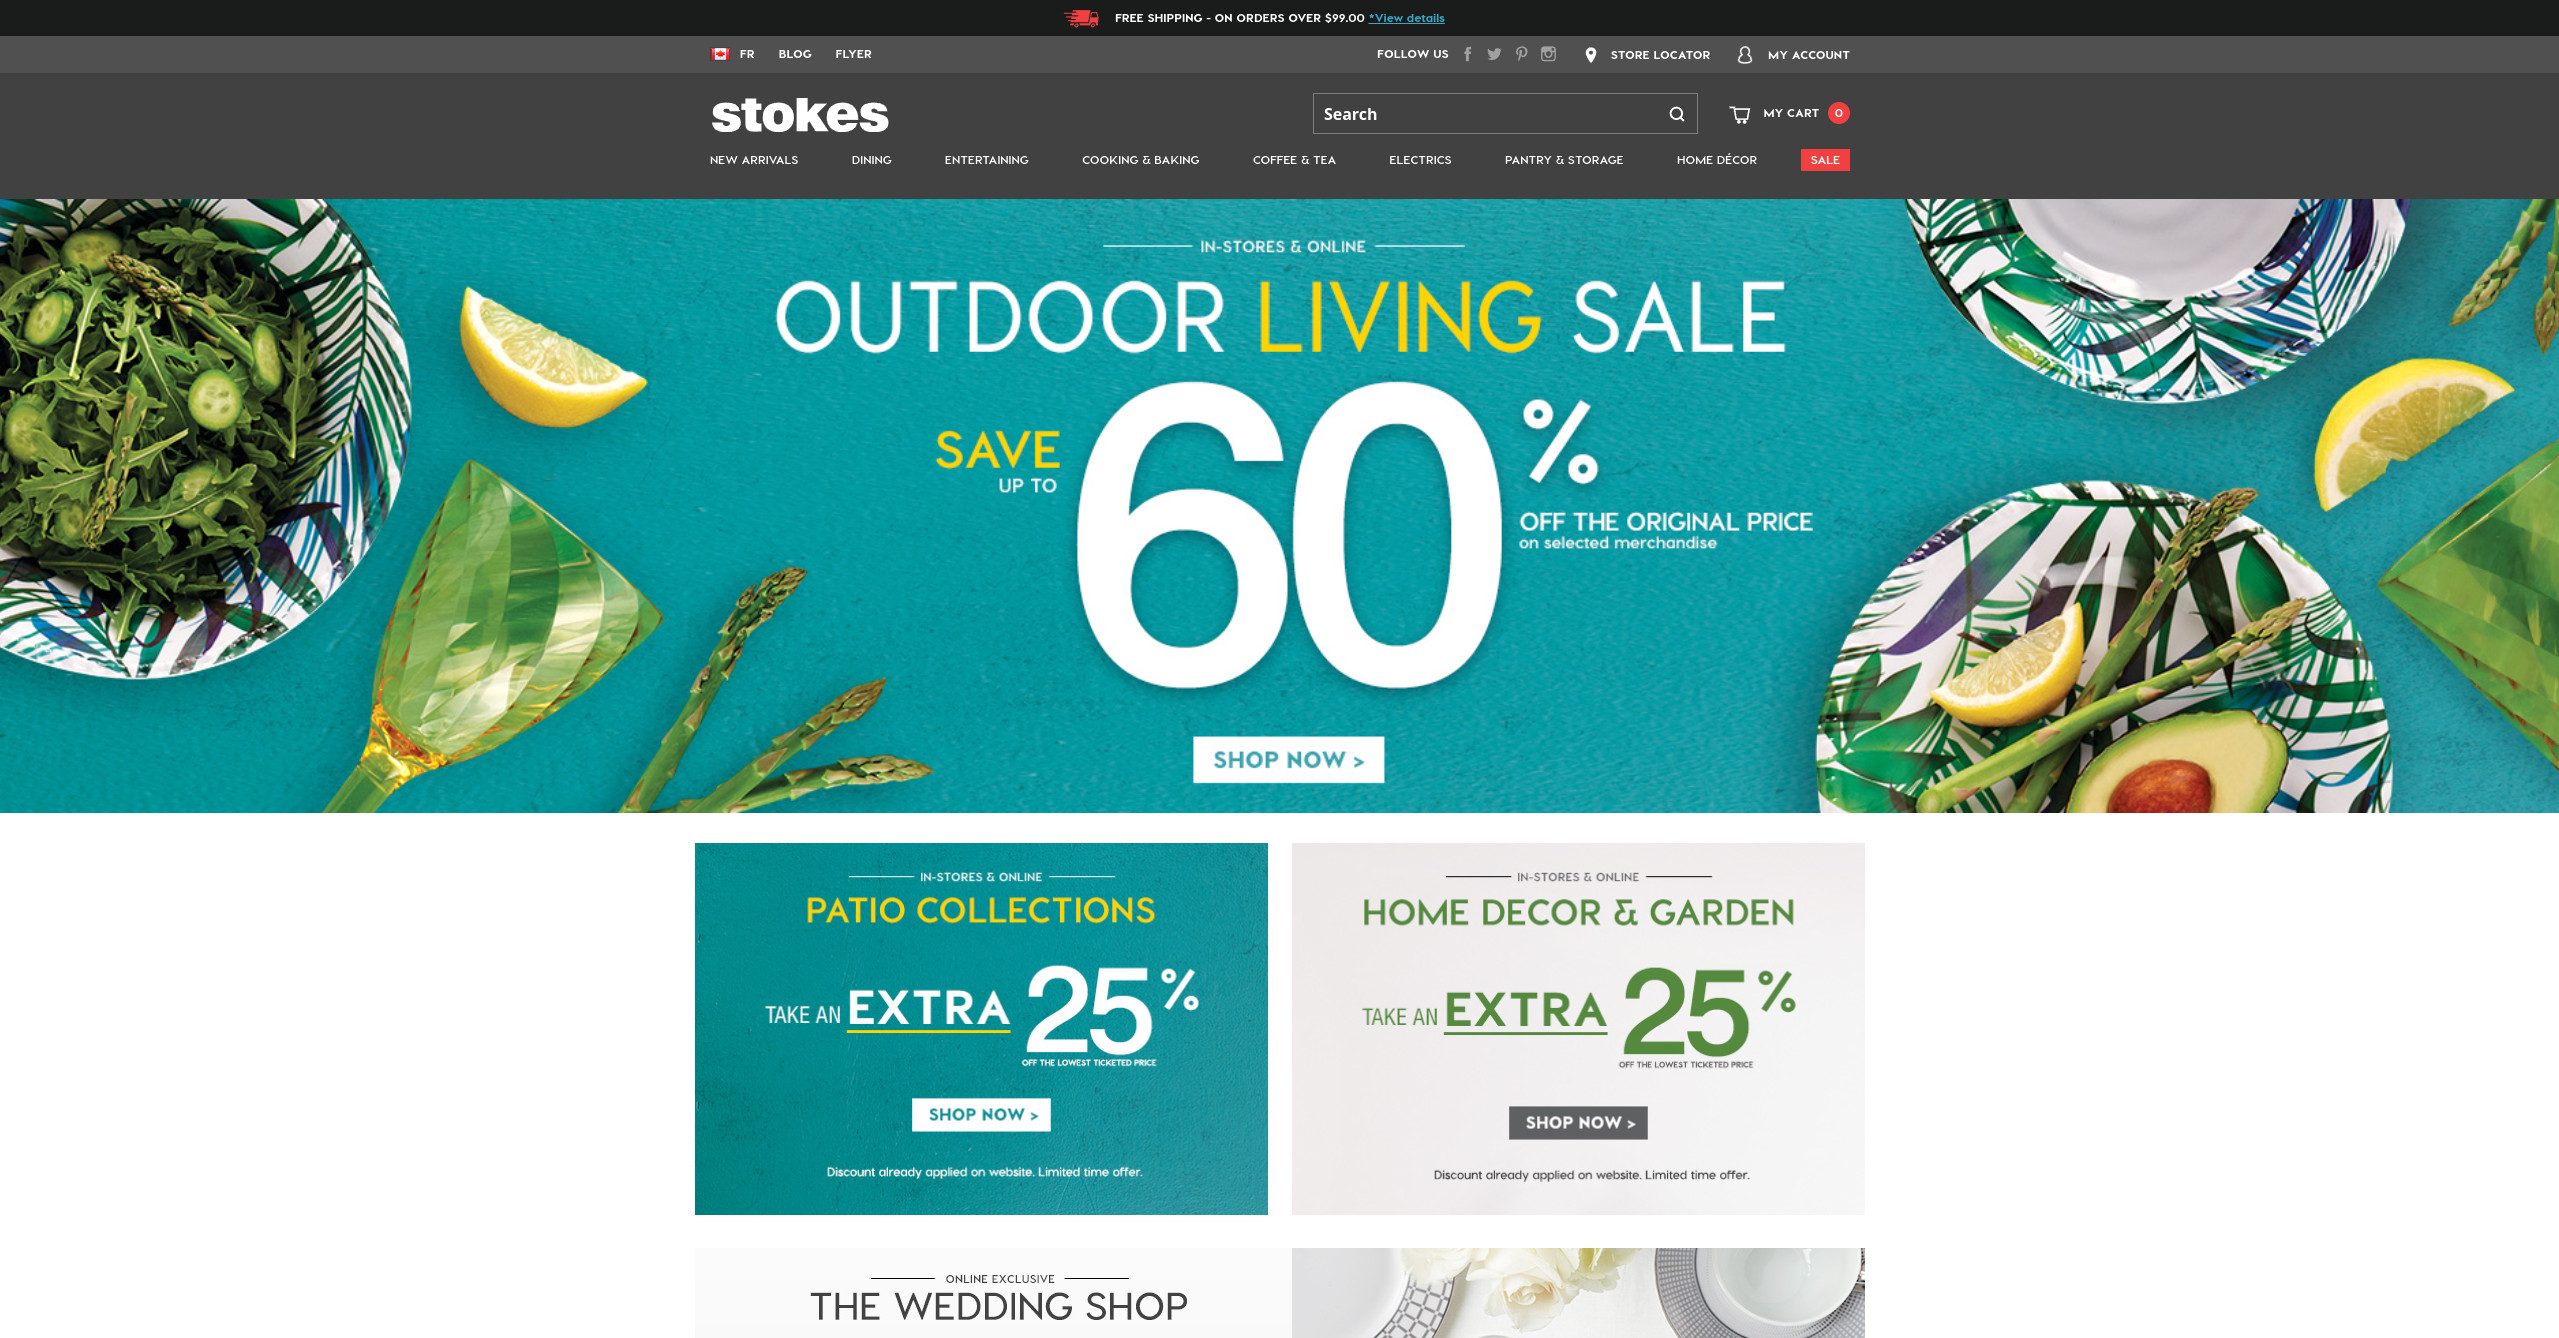 FREE SHIPPING - ON ORDERS OVER $99.00 *View details
FR BLOG FLYER
FOLLOW US STORE LOCATOR MY ACCOUNT
stokes
Search
MY CART 0
NEW ARRIVALS DINING ENTERTAINING COOKING & BAKING COFFEE & TEA ELECTRICS PANTRY & STORAGE HOME DÉCOR SALE
IN-STORES & ONLINE
OUTDOOR LIVING SALE
SAVE UP TO 60%
OFF THE ORIGINAL PRICE
on selected merchandise
SHOP NOW >
IN-STORES & ONLINE
PATIO COLLECTIONS
TAKE AN EXTRA 25%
OFF THE LOWEST TICKETED PRICE
SHOP NOW >
Discount already applied on website. Limited time offer.
IN-STORES & ONLINE
HOME DECOR & GARDEN
TAKE AN EXTRA 25%
OFF THE LOWEST TICKETED PRICE
SHOP NOW >
Discount already applied on website. Limited time offer.
ONLINE EXCLUSIVE
THE WEDDING SHOP